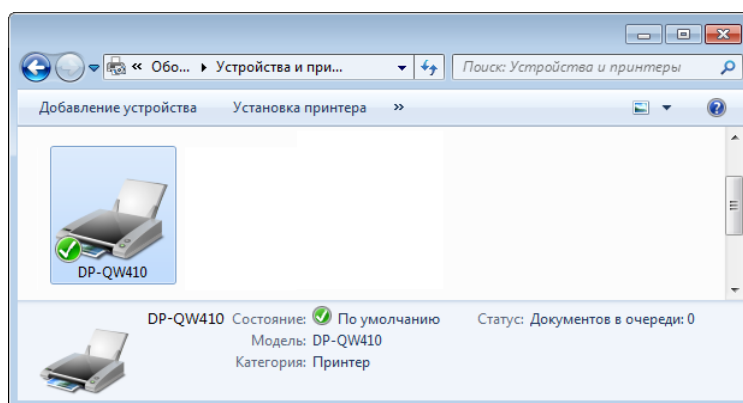 « Обо... Устройства и при... Поиск: Устройства и принтеры
Добавление устройства Установка принтера »
DP-QW410
DP-QW410 Состояние: По умолчанию Статус: Документов в очереди: 0
Модель: DP-QW410
Категория: Принтер